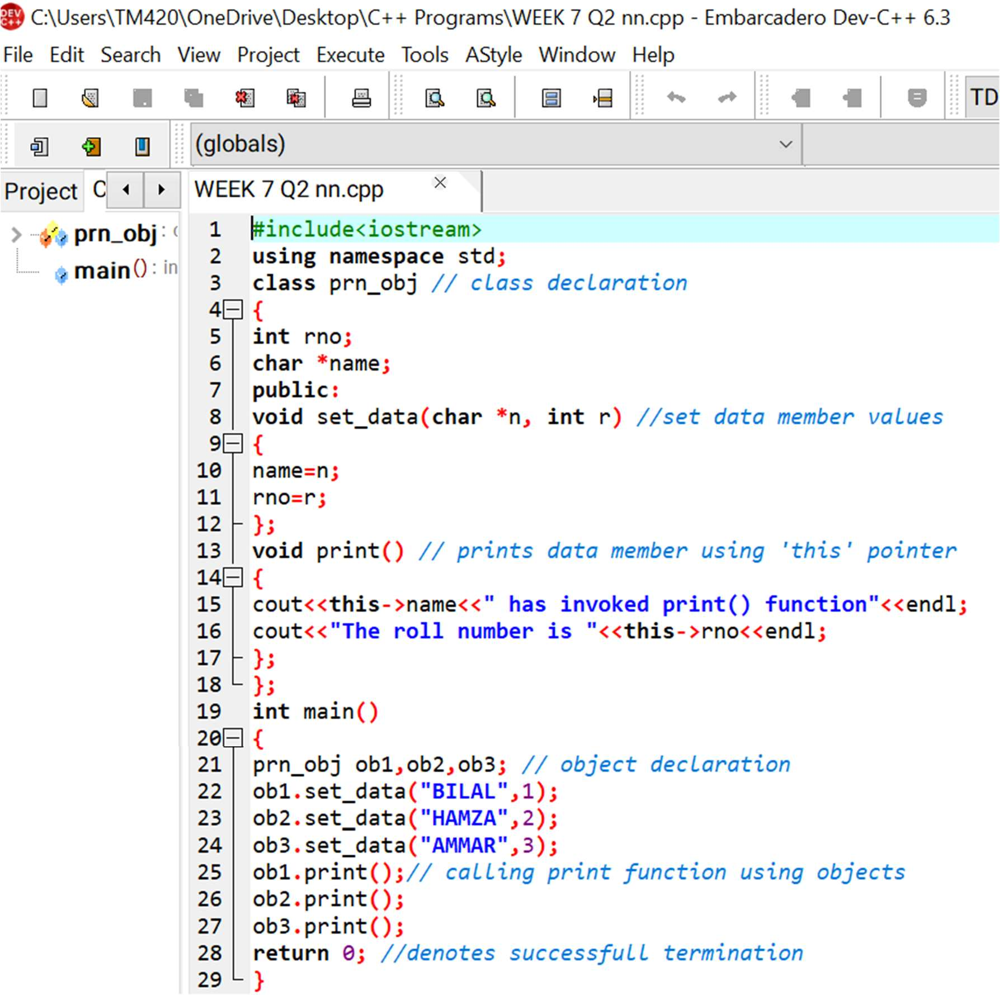 DEV C++ C:\Users\TM420\OneDrive\Desktop\C++ Programs\WEEK 7 Q2 nn.cpp - Embarcadero Dev-C++ 6.3
File Edit Search View Project Execute Tools AStyle Window Help
TD
(globals)
Project C WEEK 7 Q2 nn.cpp
prn_obj : c
main() : in
1 #include<iostream>
2 using namespace std;
3 class prn_obj // class declaration
4 {
5 int rno;
6 char *name;
7 public:
8 void set_data(char *n, int r) //set data member values
9 {
10 name=n;
11 rno=r;
12 };
13 void print() // prints data member using 'this' pointer
14 {
15 cout<<this->name<<" has invoked print() function"<<endl;
16 cout<<"The roll number is "<<this->rno<<endl;
17 };
18 };
19 int main()
20 {
21 prn_obj ob1,ob2,ob3; // object declaration
22 ob1.set_data("BILAL",1);
23 ob2.set_data("HAMZA",2);
24 ob3.set_data("AMMAR",3);
25 ob1.print();// calling print function using objects
26 ob2.print();
27 ob3.print();
28 return 0; //denotes successfull termination
29 }